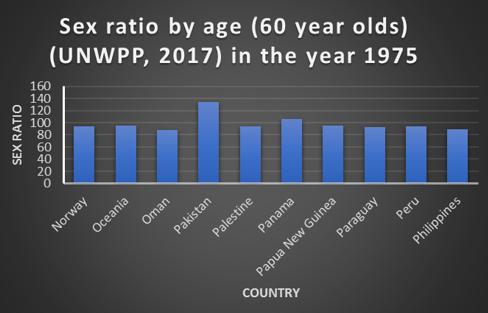 Sex ratio by age (60 year olds)
(UNWPP, 2017) in the year 1975
160
140
120
100
80
60
40
20
0
SEX RATIO
Norway
Oceania
Oman
Pakistan
Palestine
Panama
Papua New Guinea
Paraguay
Peru
Philippines
COUNTRY